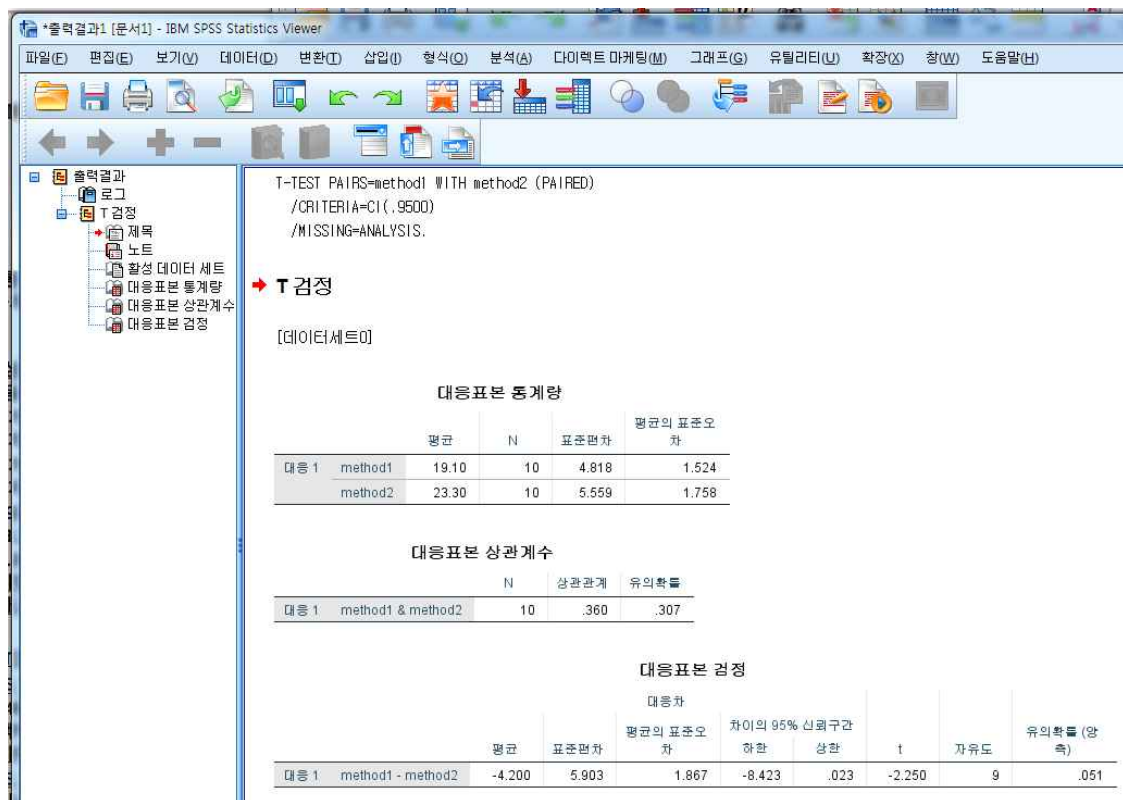 *출력결과1 [문서1] - IBM SPSS Statistics Viewer
파일(F) 편집(E) 보기(V) 데이터(D) 변환(T) 삽입(I) 형식(O) 분석(A) 다이렉트 마케팅(M) 그래프(G) 유틸리티(U) 확장(X) 창(W) 도움말(H)
출력결과
로그
T 검정
제목
노트
활성 데이터 세트
대응표본 통계량
대응표본 상관계수
대응표본 검정
T-TEST PAIRS=method1 WITH method2 (PAIRED)
/CRITERIA=CI(.9500)
/MISSING=ANALYSIS.
T 검정
[데이터세트0]
대응표본 통계량
평균 N 표준편차 평균의 표준오
차
대응 1 method1 19.10 10 4.818 1.524
method2 23.30 10 5.559 1.758
대응표본 상관계수
N 상관관계 유의확률
대응 1 method1 & method2 10 .360 .307
대응표본 검정
대응차
차이의 95% 신뢰구간
평균 표준편차 평균의 표준오
차 하한 상한 t 자유도 유의확률 (양
측)
대응 1 method1 - method2 -4.200 5.903 1.867 -8.423 .023 -2.250 9 .051